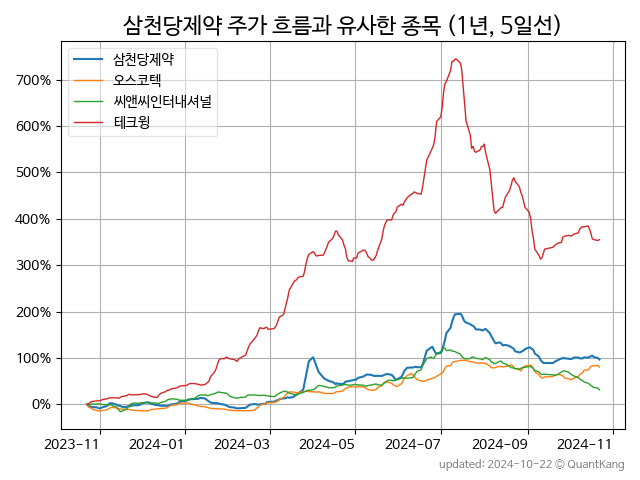 삼천당제약 주가 흐름과 유사한 종목 (1년, 5일선)
삼천당제약
오스코텍
씨앤씨인터내셔널
테크윙
700%
600%
500%
400%
300%
200%
100%
0%
2023-11 2024-01 2024-03 2024-05 2024-07 2024-09 2024-11
updated: 2024-10-22 © QuantKang